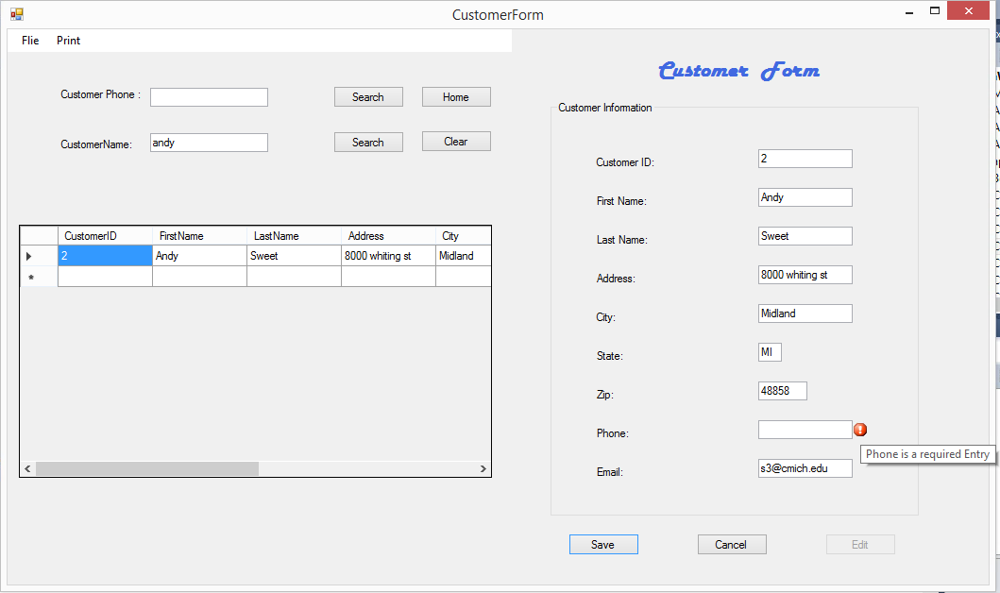 CustomerForm
Flie Print
Customer Form
Customer Phone : Search Home
CustomerName: andy Search Clear
CustomerID FirstName LastName Address City
2 Andy Sweet 8000 whiting st Midland
Customer Information
Customer ID: 2
First Name: Andy
Last Name: Sweet
Address: 8000 whiting st
City: Midland
State: MI
Zip: 48858
Phone:
Phone is a required Entry
Email: s3@cmich.edu
Save Cancel Edit